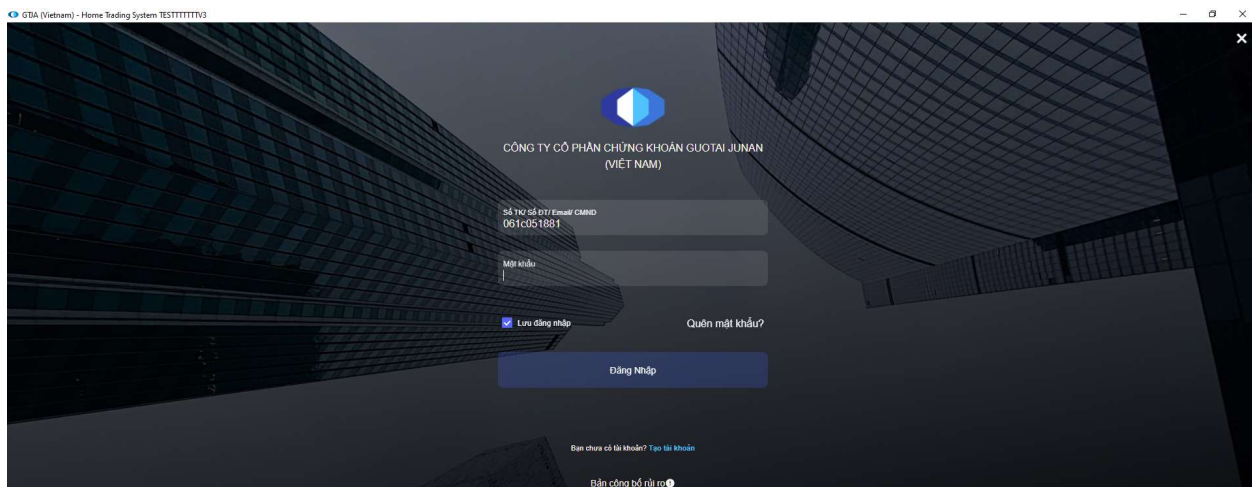 GTJA (Vietnam) - Home Trading System TESTTTTTTTV3
CÔNG TY CỔ PHẦN CHỨNG KHOÁN GUOTAI JUNAN
(VIỆT NAM)
Số TK/ Số ĐT/ Email/ CMND
061c051881
Mật khẩu
Lưu đăng nhập
Quên mật khẩu?
Đăng Nhập
Bạn chưa có tài khoản? Tạo tài khoản
Bản công bố rủi ro